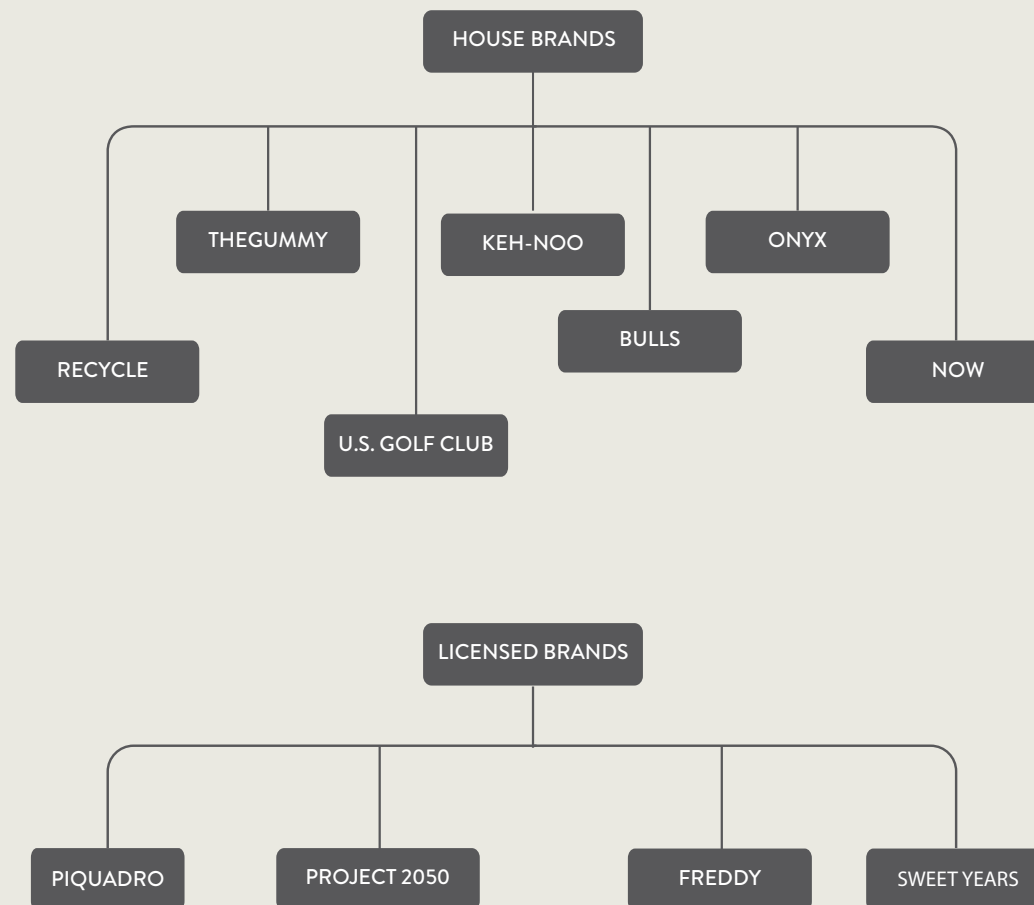 HOUSE BRANDS
THEGUMMY
KEH-NOO
ONYX
BULLS
RECYCLE
NOW
U.S. GOLF CLUB
LICENSED BRANDS
PIQUADRO
PROJECT 2050
FREDDY
SWEET YEARS